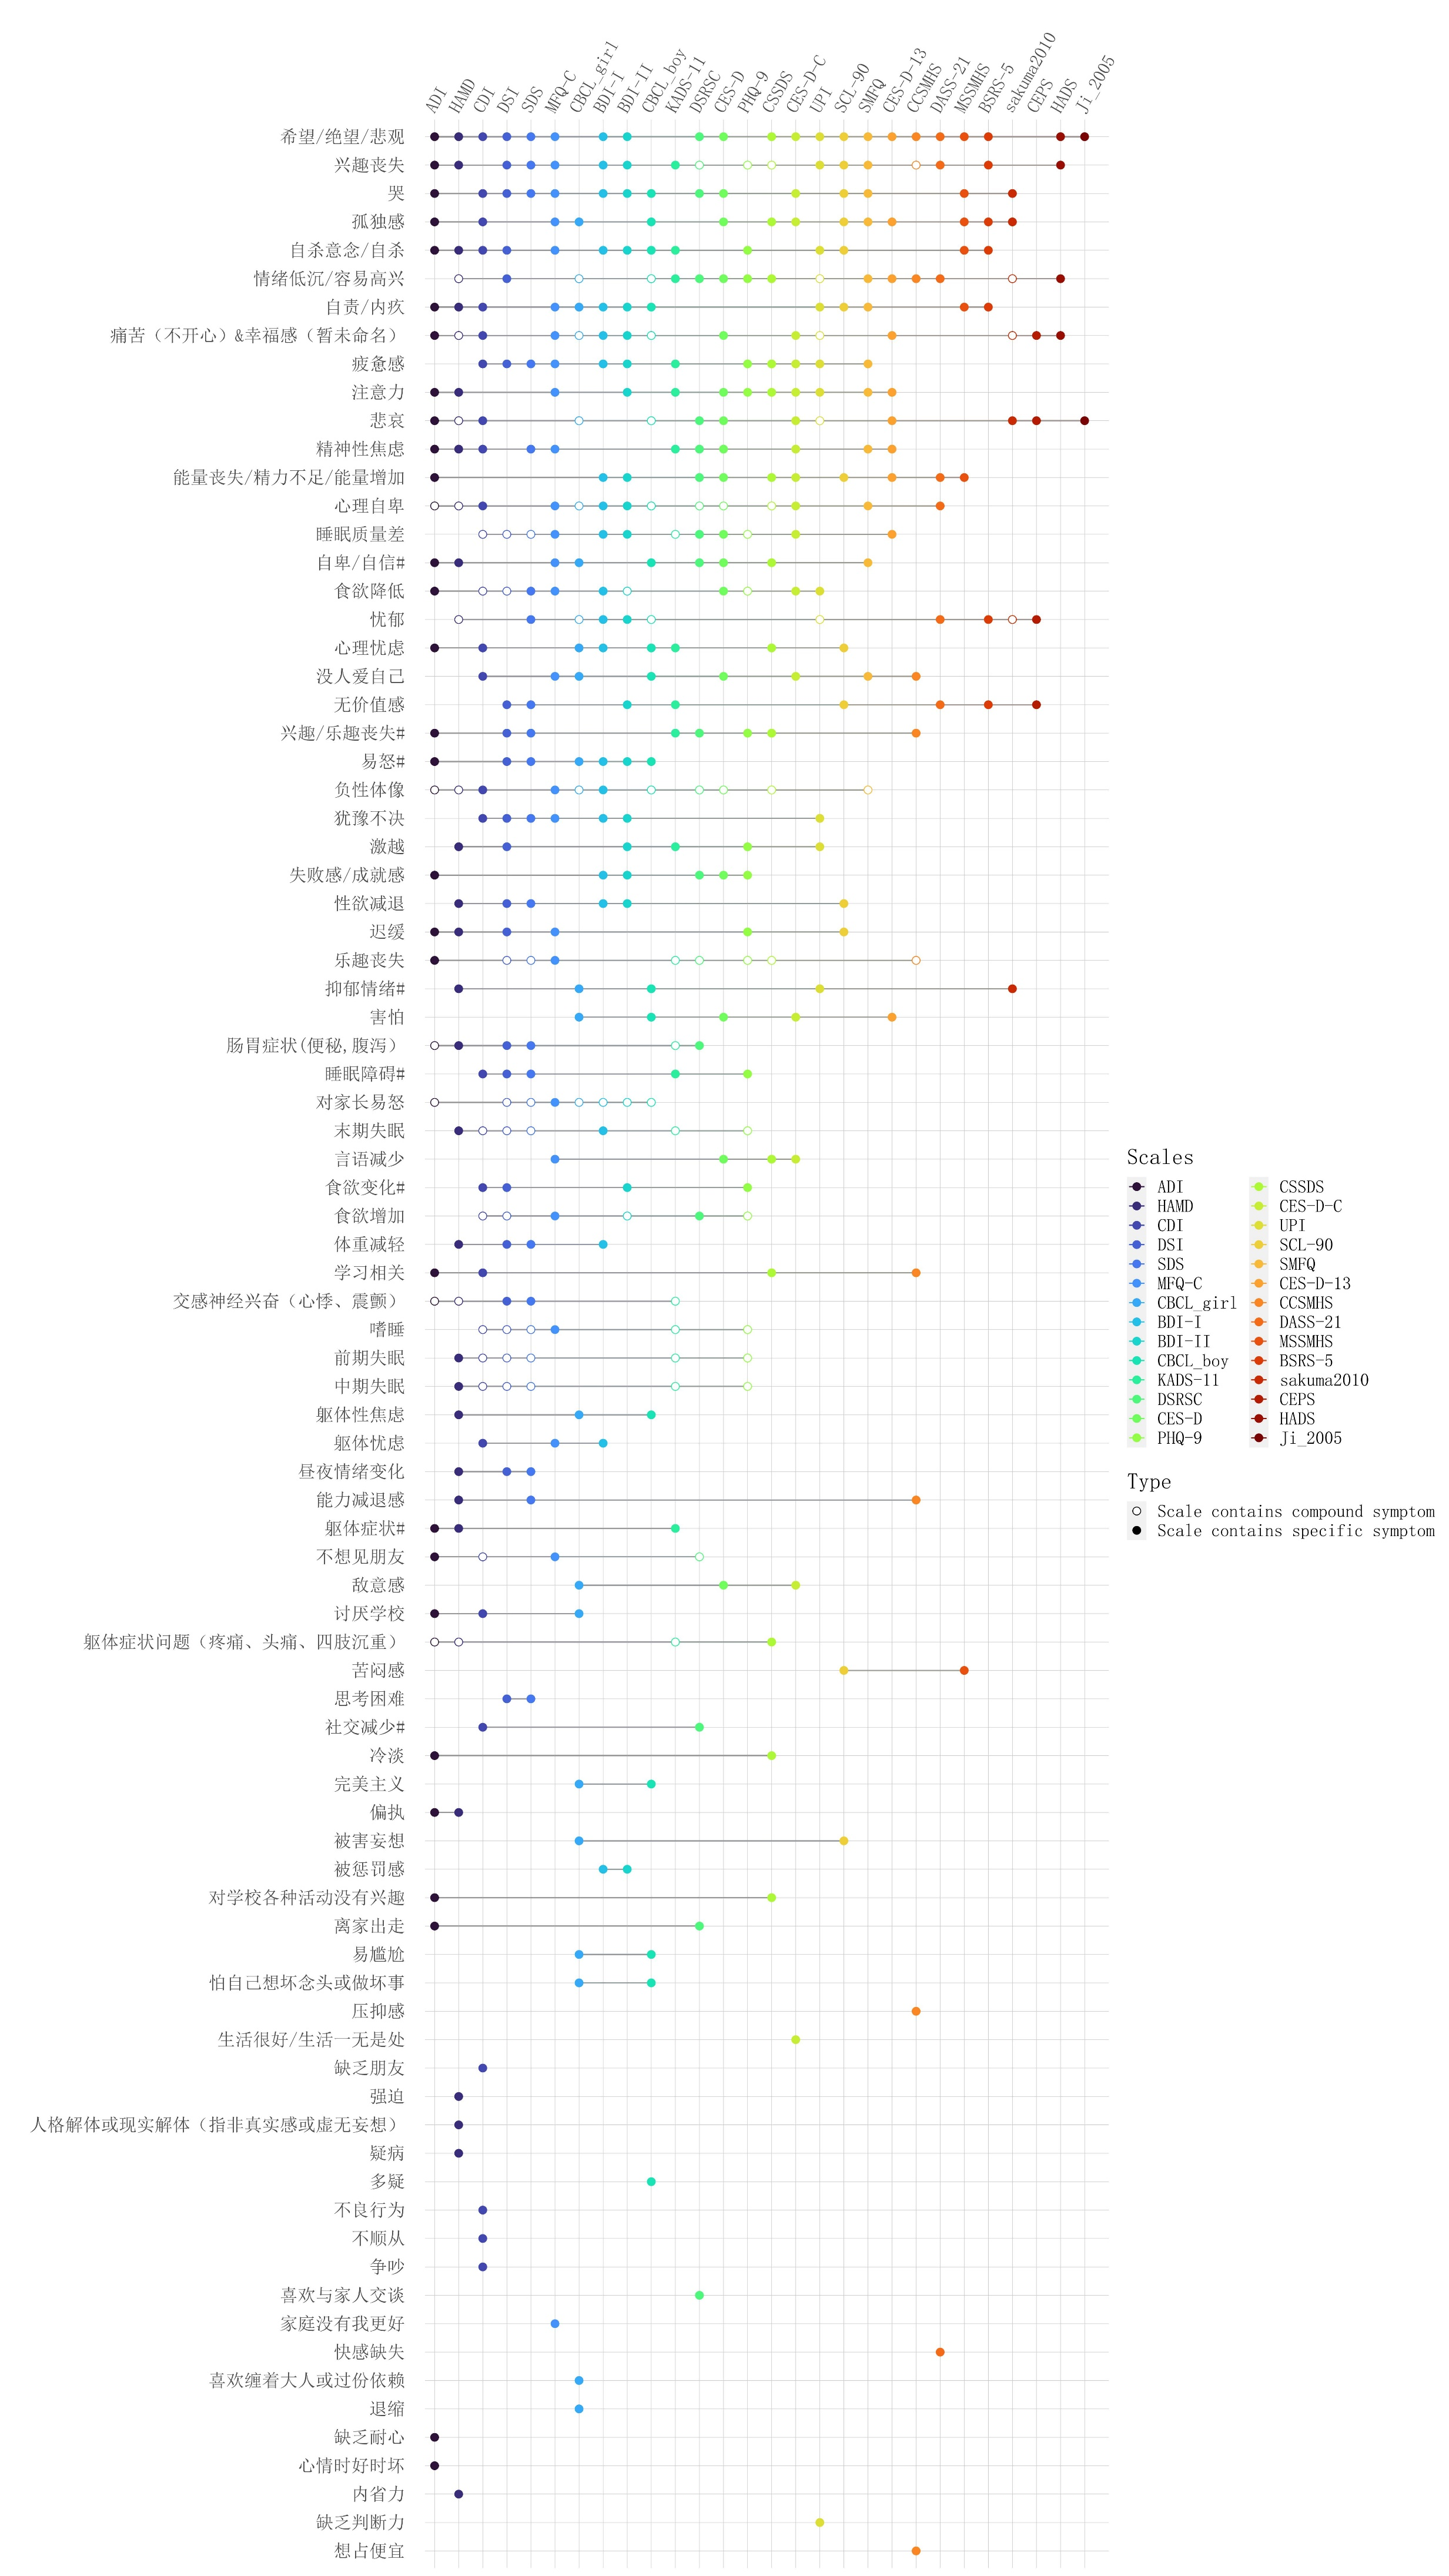 ADI
HAMD
CDI
DSI
SDS
MFQ-C
CBCL_girl
BDI-I
BDI-II
CBCL_boy
KADS-11
DSRSC
CES-D
PHQ-9
CSSDS
CES-D-C
UPI
SCL-90
SMFQ
CES-D-13
CCSMHS
DASS-21
MSSMHS
BSRS-5
sakuma2010
CEPS
HADS
Ji_2005
希望/绝望/悲观
兴趣丧失
哭
孤独感
自杀意念/自杀
情绪低沉/容易高兴
自责/内疚
痛苦（不开心）&幸福感（暂未命名）
疲惫感
注意力
悲哀
精神性焦虑
能量丧失/精力不足/能量增加
心理自卑
睡眠质量差
自卑/自信#
食欲降低
忧郁
心理忧虑
没人爱自己
无价值感
兴趣/乐趣丧失#
易怒#
负性体像
犹豫不决
激越
失败感/成就感
性欲减退
迟缓
乐趣丧失
抑郁情绪#
害怕
肠胃症状(便秘,腹泻）
睡眠障碍#
对家长易怒
末期失眠
言语减少
食欲变化#
食欲增加
体重减轻
学习相关
交感神经兴奋（心悸、震颤）
嗜睡
前期失眠
中期失眠
躯体性焦虑
躯体忧虑
昼夜情绪变化
能力减退感
躯体症状#
不想见朋友
敌意感
讨厌学校
躯体症状问题（疼痛、头痛、四肢沉重）
苦闷感
思考困难
社交减少#
冷淡
完美主义
偏执
被害妄想
被惩罚感
对学校各种活动没有兴趣
离家出走
易尴尬
怕自己想坏念头或做坏事
压抑感
生活很好/生活一无是处
缺乏朋友
强迫
人格解体或现实解体（指非真实感或虚无妄想）
疑病
多疑
不良行为
不顺从
争吵
喜欢与家人交谈
家庭没有我更好
快感缺失
喜欢缠着大人或过份依赖
退缩
缺乏耐心
心情时好时坏
内省力
缺乏判断力
想占便宜
Scales
ADI
HAMD
CDI
DSI
SDS
MFQ-C
CBCL_girl
BDI-I
BDI-II
CBCL_boy
KADS-11
DSRSC
CES-D
PHQ-9
CSSDS
CES-D-C
UPI
SCL-90
SMFQ
CES-D-13
CCSMHS
DASS-21
MSSMHS
BSRS-5
sakuma2010
CEPS
HADS
Ji_2005
Type
Scale contains compound symptom
Scale contains specific symptom